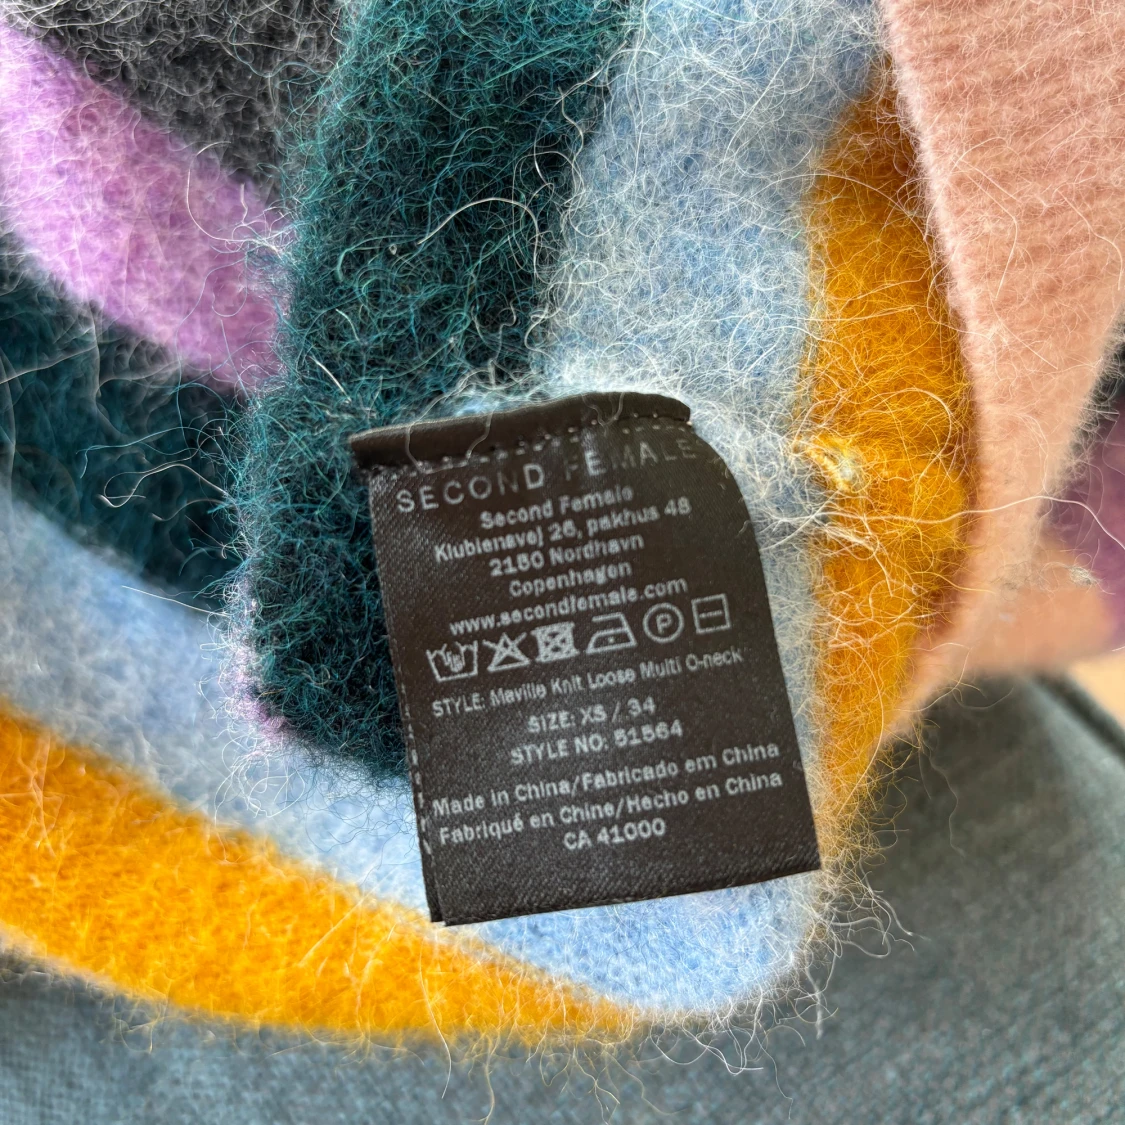 SECOND FEMALE
Second Female
Klubiensvej 26, pakhus 48
2150 Nordhavn
Copenhagen
www.secondfemale.com
P
STYLE: Maville Knit Loose Multi O-neck
SIZE: XS / 34
STYLE NO: 51564
Made in China/Fabricado em China
Fabriqué en Chine/Hecho en China
CA 41000